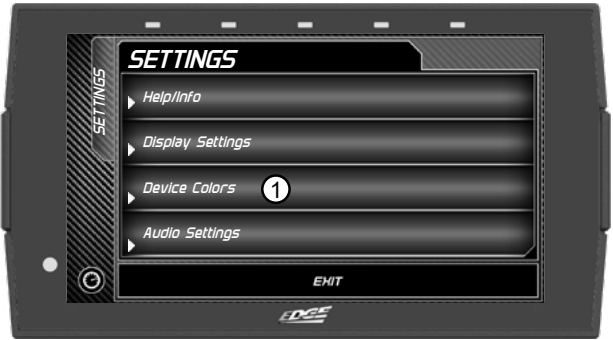 SETTINGS
SETTINGS
Help/Info
Display Settings
Device Colors 1
Audio Settings
EXIT
EDGE